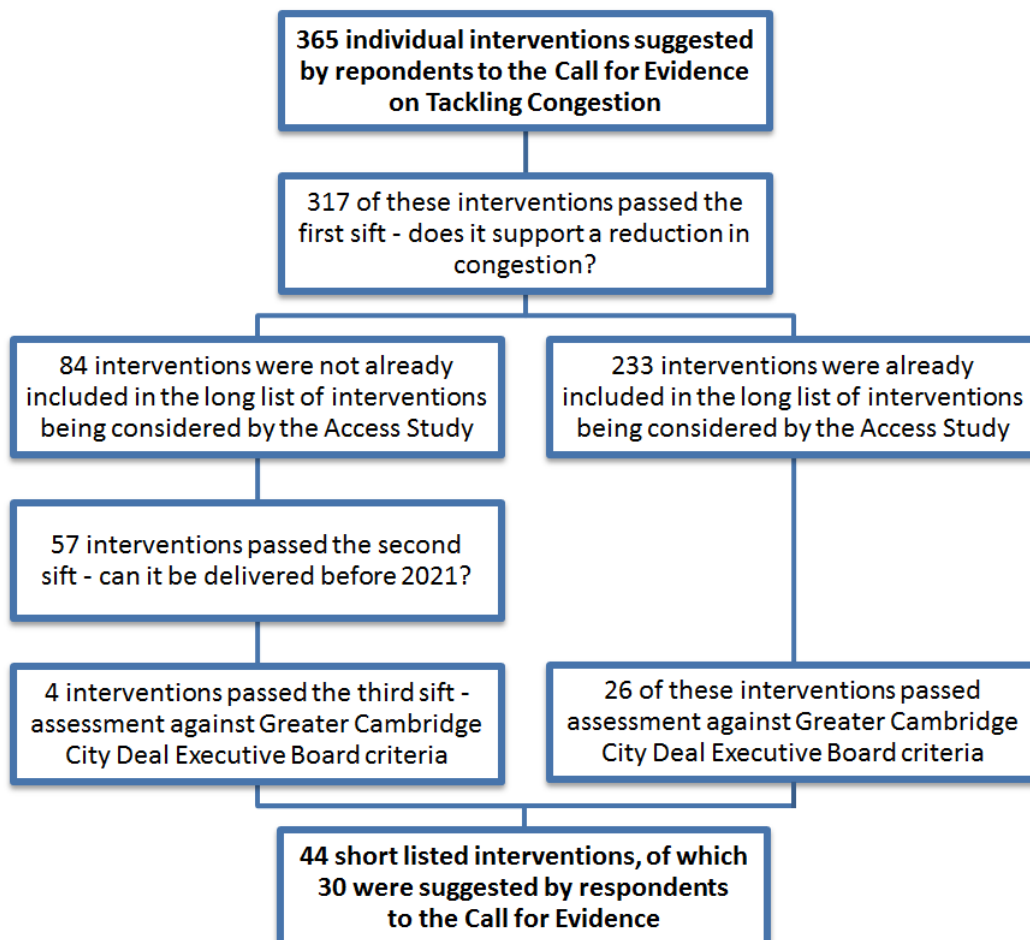 365 individual interventions suggested
by repondents to the Call for Evidence
on Tackling Congestion
317 of these interventions passed the
first sift - does it support a reduction in
congestion?
84 interventions were not already
included in the long list of interventions
being considered by the Access Study
233 interventions were already
included in the long list of interventions
being considered by the Access Study
57 interventions passed the second
sift - can it be delivered before 2021?
4 interventions passed the third sift -
assessment against Greater Cambridge
City Deal Executive Board criteria
26 of these interventions passed
assessment against Greater Cambridge
City Deal Executive Board criteria
44 short listed interventions, of which
30 were suggested by respondents
to the Call for Evidence